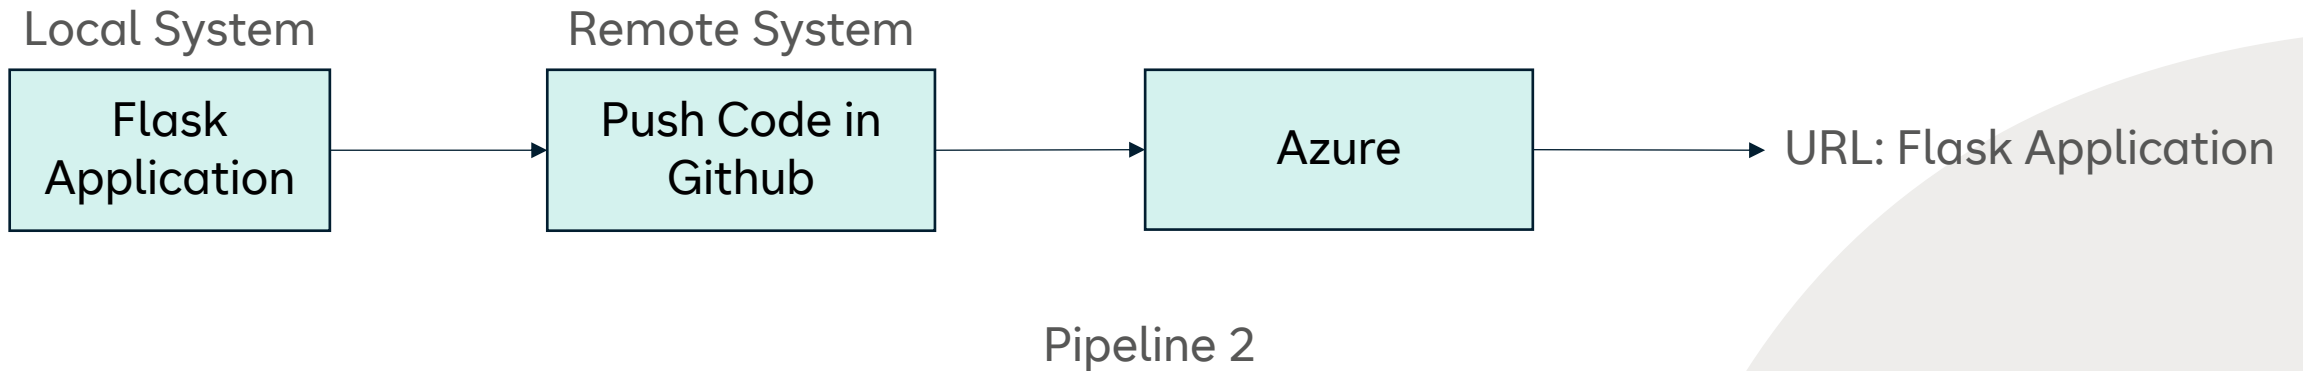 Local System
Remote System
Flask
Application
Push Code in
Github
Azure
URL: Flask Application
Pipeline 2